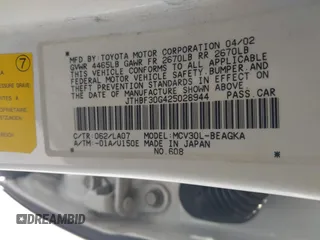 MFD BY: TOYOTA MOTOR CORPORATION 04/02
GVWR 4465LB GAWR FR 2670LB RR 2670LB
THIS VEHICLE CONFORMS TO ALL APPLICABLE
FEDERAL MOTOR VEHICLE SAFETY, BUMPER, AND
THEFT PREVENTION STANDARDS IN EFFECT ON
THE DATE OF MANUFACTURE SHOWN ABOVE.
JTHBF30G425026944 PASS.CAR
C/TR: 062/LA07 MODEL: MCV30L-BEAGKA
A/TM: -01A/U150E MADE IN JAPAN
NO.608
7
AUTOBIDCAR